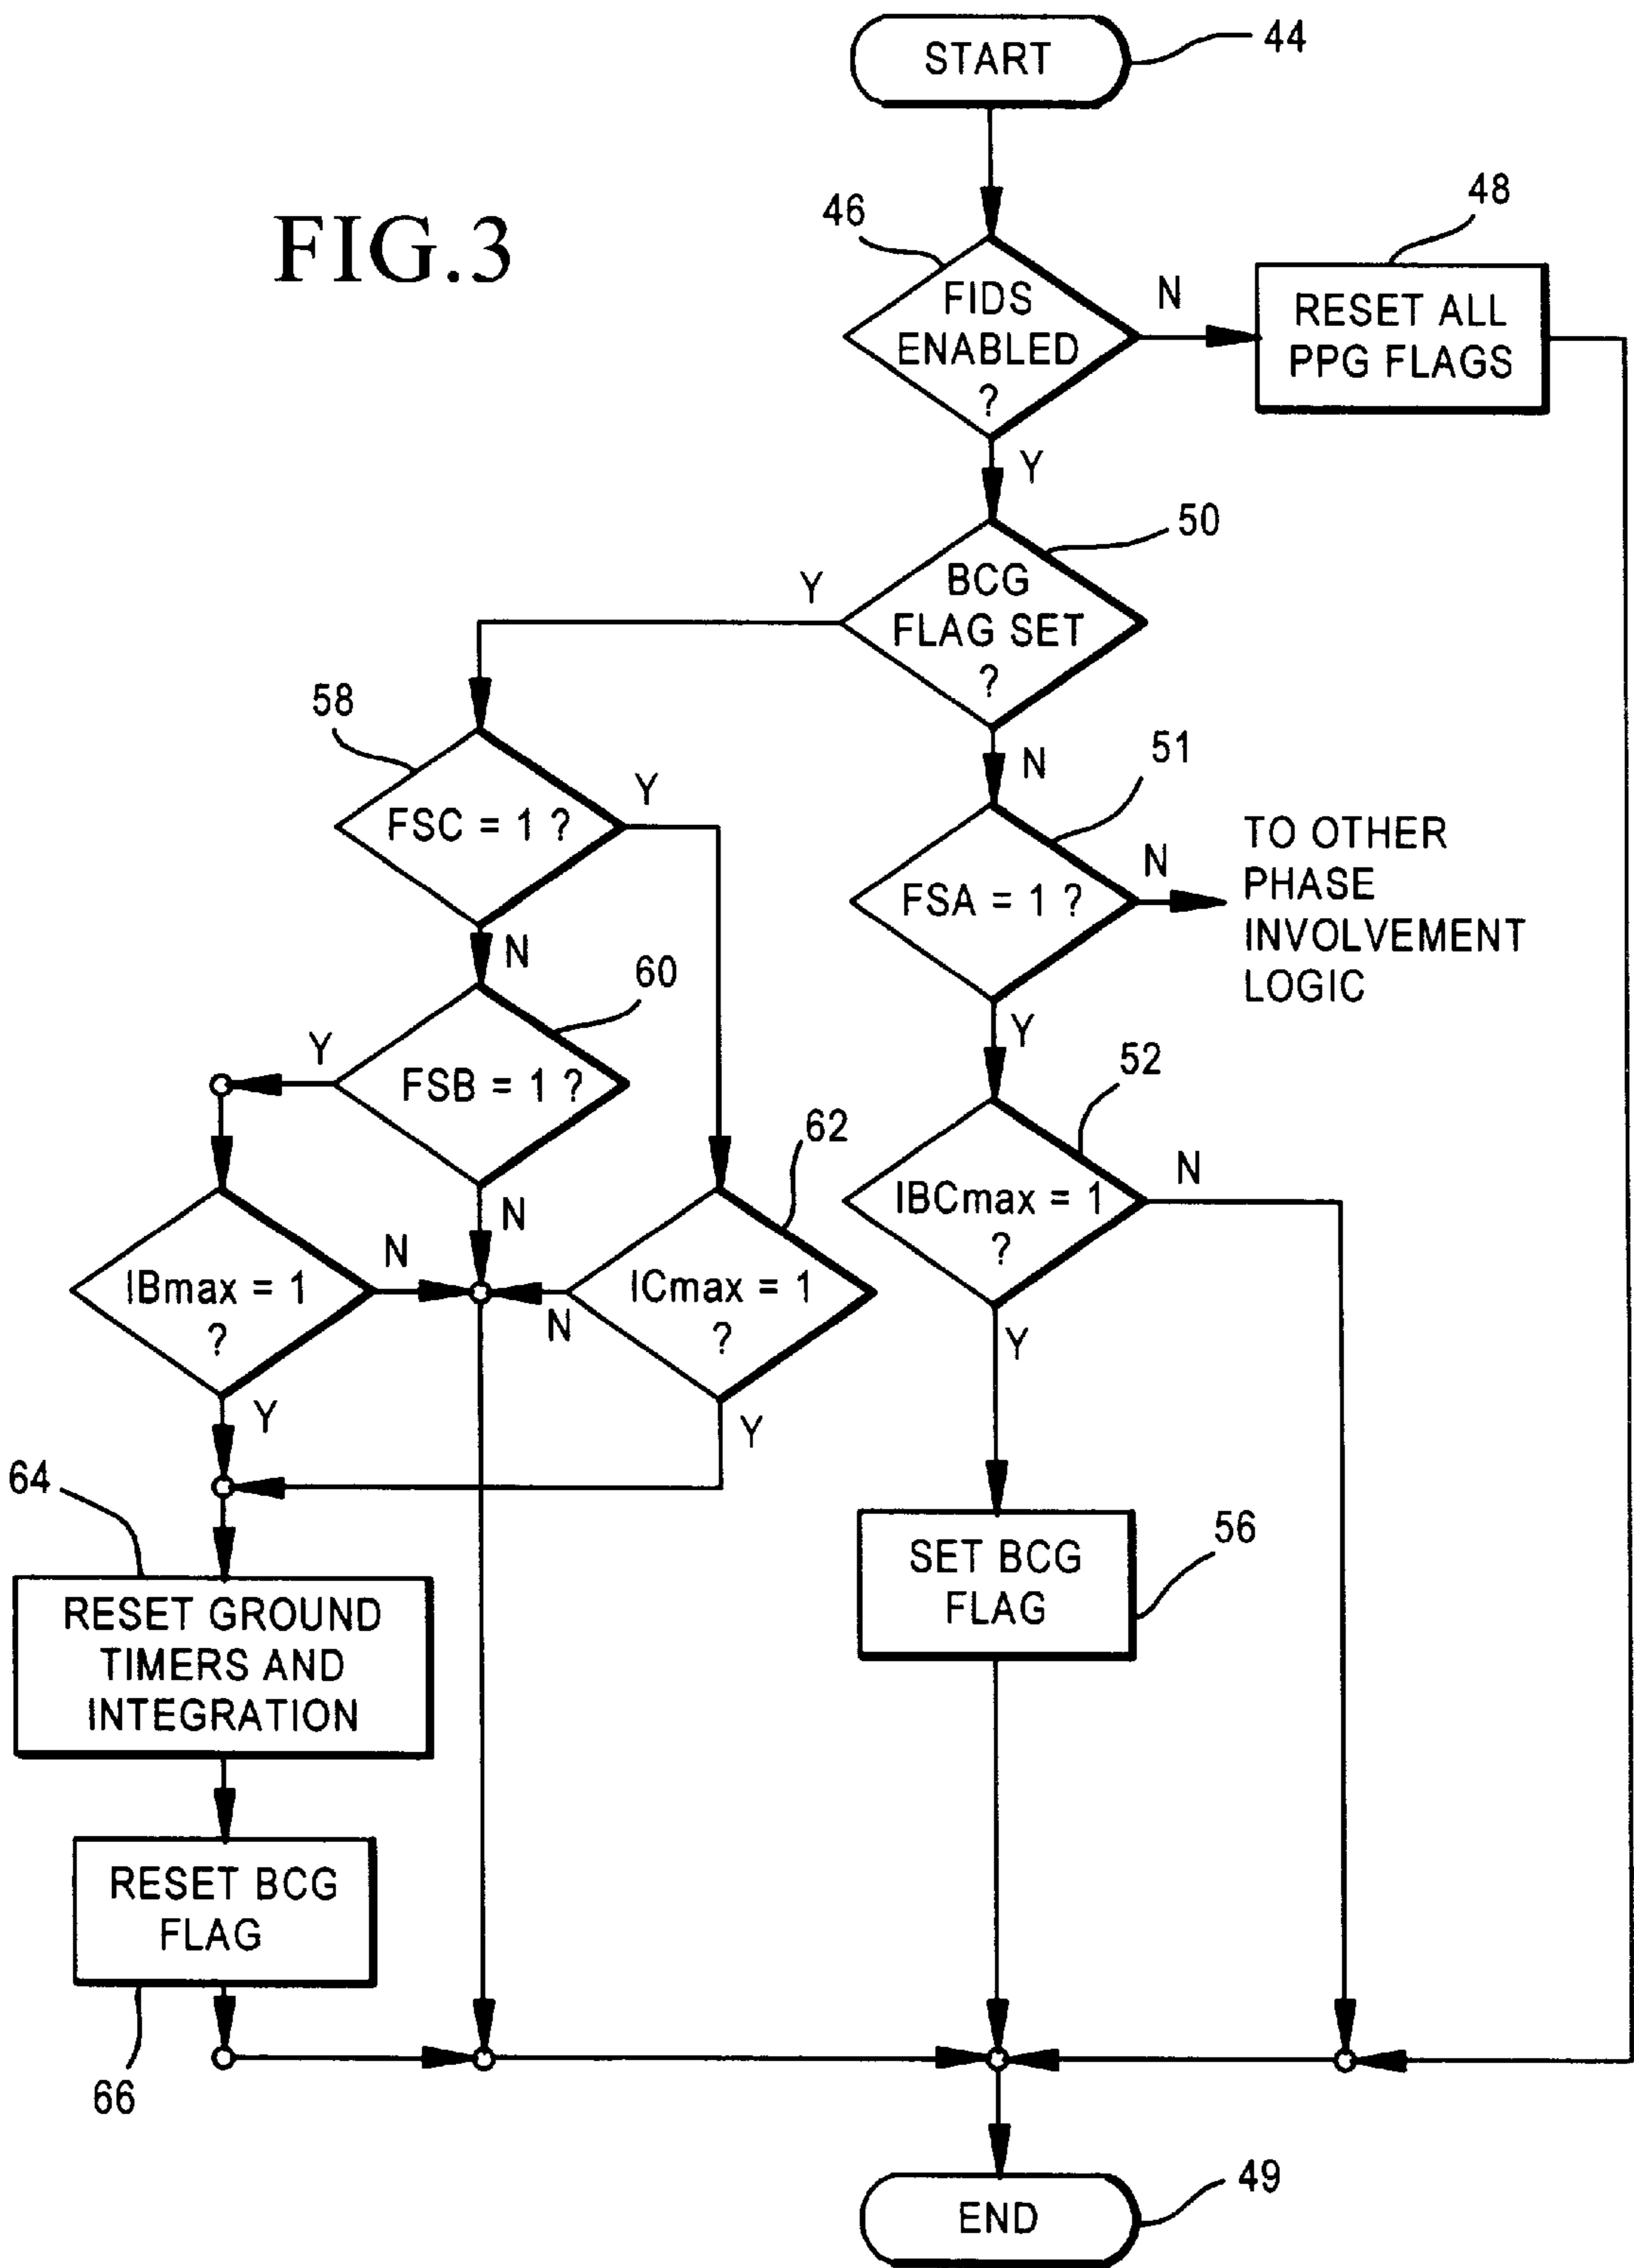 START
44
FIG.3
46
48
FIDS
ENABLED
?
N
RESET ALL
PPG FLAGS
Y
50
BCG
FLAG SET
?
Y
N
58
FSC = 1 ?
Y
N
51
FSA = 1 ?
N
TO OTHER
PHASE
INVOLVEMENT
LOGIC
Y
60
FSB = 1 ?
Y
N
52
IBCmax = 1
?
N
Y
62
IBmax = 1
?
N
Y
ICmax = 1
?
N
Y
64
RESET GROUND
TIMERS AND
INTEGRATION
SET BCG
FLAG
56
RESET BCG
FLAG
66
END
49